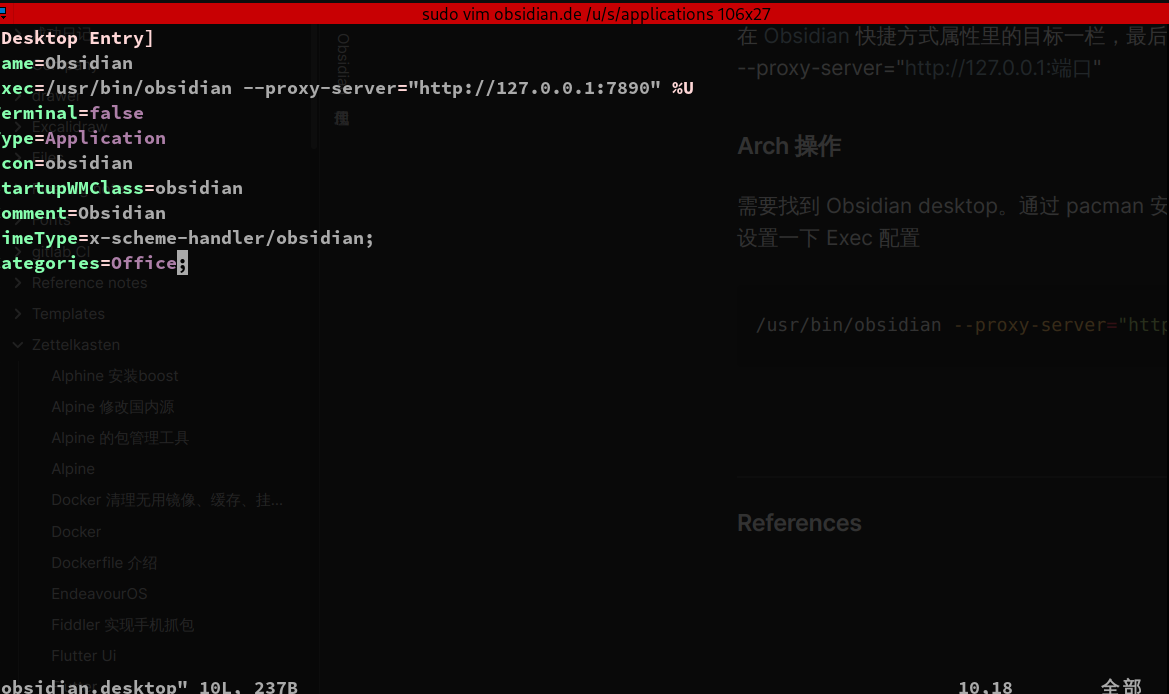 sudo vim obsidian.de /u/s/applications 106x27
Desktop Entry]
ame=Obsidian
xec=/usr/bin/obsidian --proxy-server="http://127.0.0.1:7890" %U
erminal=false
ype=Application
con=obsidian
tartupWMClass=obsidian
omment=Obsidian
imeType=x-scheme-handler/obsidian;
ategories=Office;
obsidian.desktop" 10L, 237B
10,18
全部
Excalidraw
gitlab CI
Reference notes
Templates
Zettelkasten
Alphine 安装boost
Alpine 修改国内源
Alpine 的包管理工具
Alpine
Docker 清理无用镜像、缓存、挂...
Docker
Dockerfile 介绍
EndeavourOS
Fiddler 实现手机抓包
Flutter Ui
在 Obsidian 快捷方式属性里的目标一栏，最后
--proxy-server="http://127.0.0.1:端口"
Arch 操作
需要找到 Obsidian desktop。通过 pacman 安
设置一下 Exec 配置
/usr/bin/obsidian --proxy-server="http
References